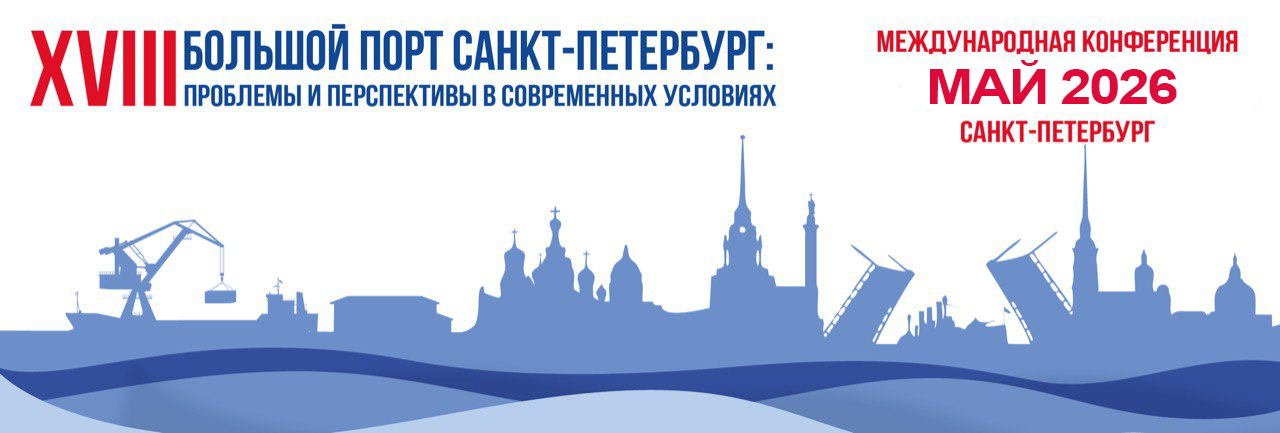 XVIII БОЛЬШОЙ ПОРТ САНКТ-ПЕТЕРБУРГ:
ПРОБЛЕМЫ И ПЕРСПЕКТИВЫ В СОВРЕМЕННЫХ УСЛОВИЯХ
МЕЖДУНАРОДНАЯ КОНФЕРЕНЦИЯ
МАЙ 2026
САНКТ-ПЕТЕРБУРГ